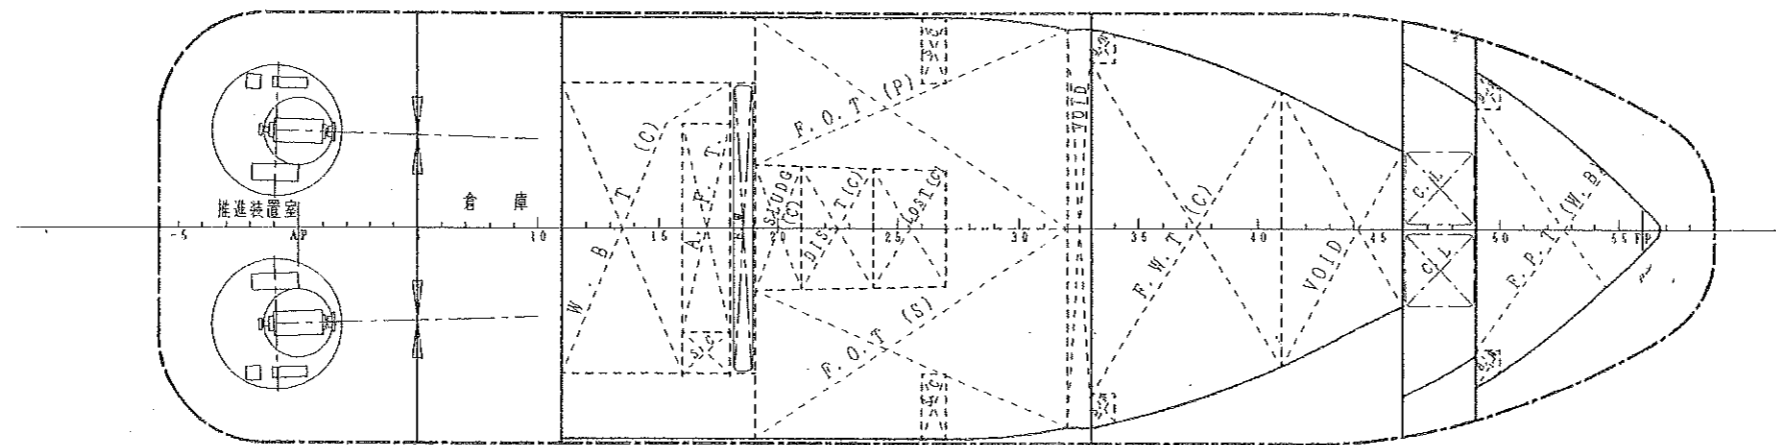 推進装置室
倉 庫
W. B. T (C)
A. F. T.
F. O. T (P)
F. O. T (S)
SLUDG (C)
DIS. T (C)
LOST (C)
VOID
F. W. T (C)
VOID
C. L
C. L
F. P. T (W. B)
S. C
-5 AP 10 15 20 25 30 35 40 45 50 55 FP